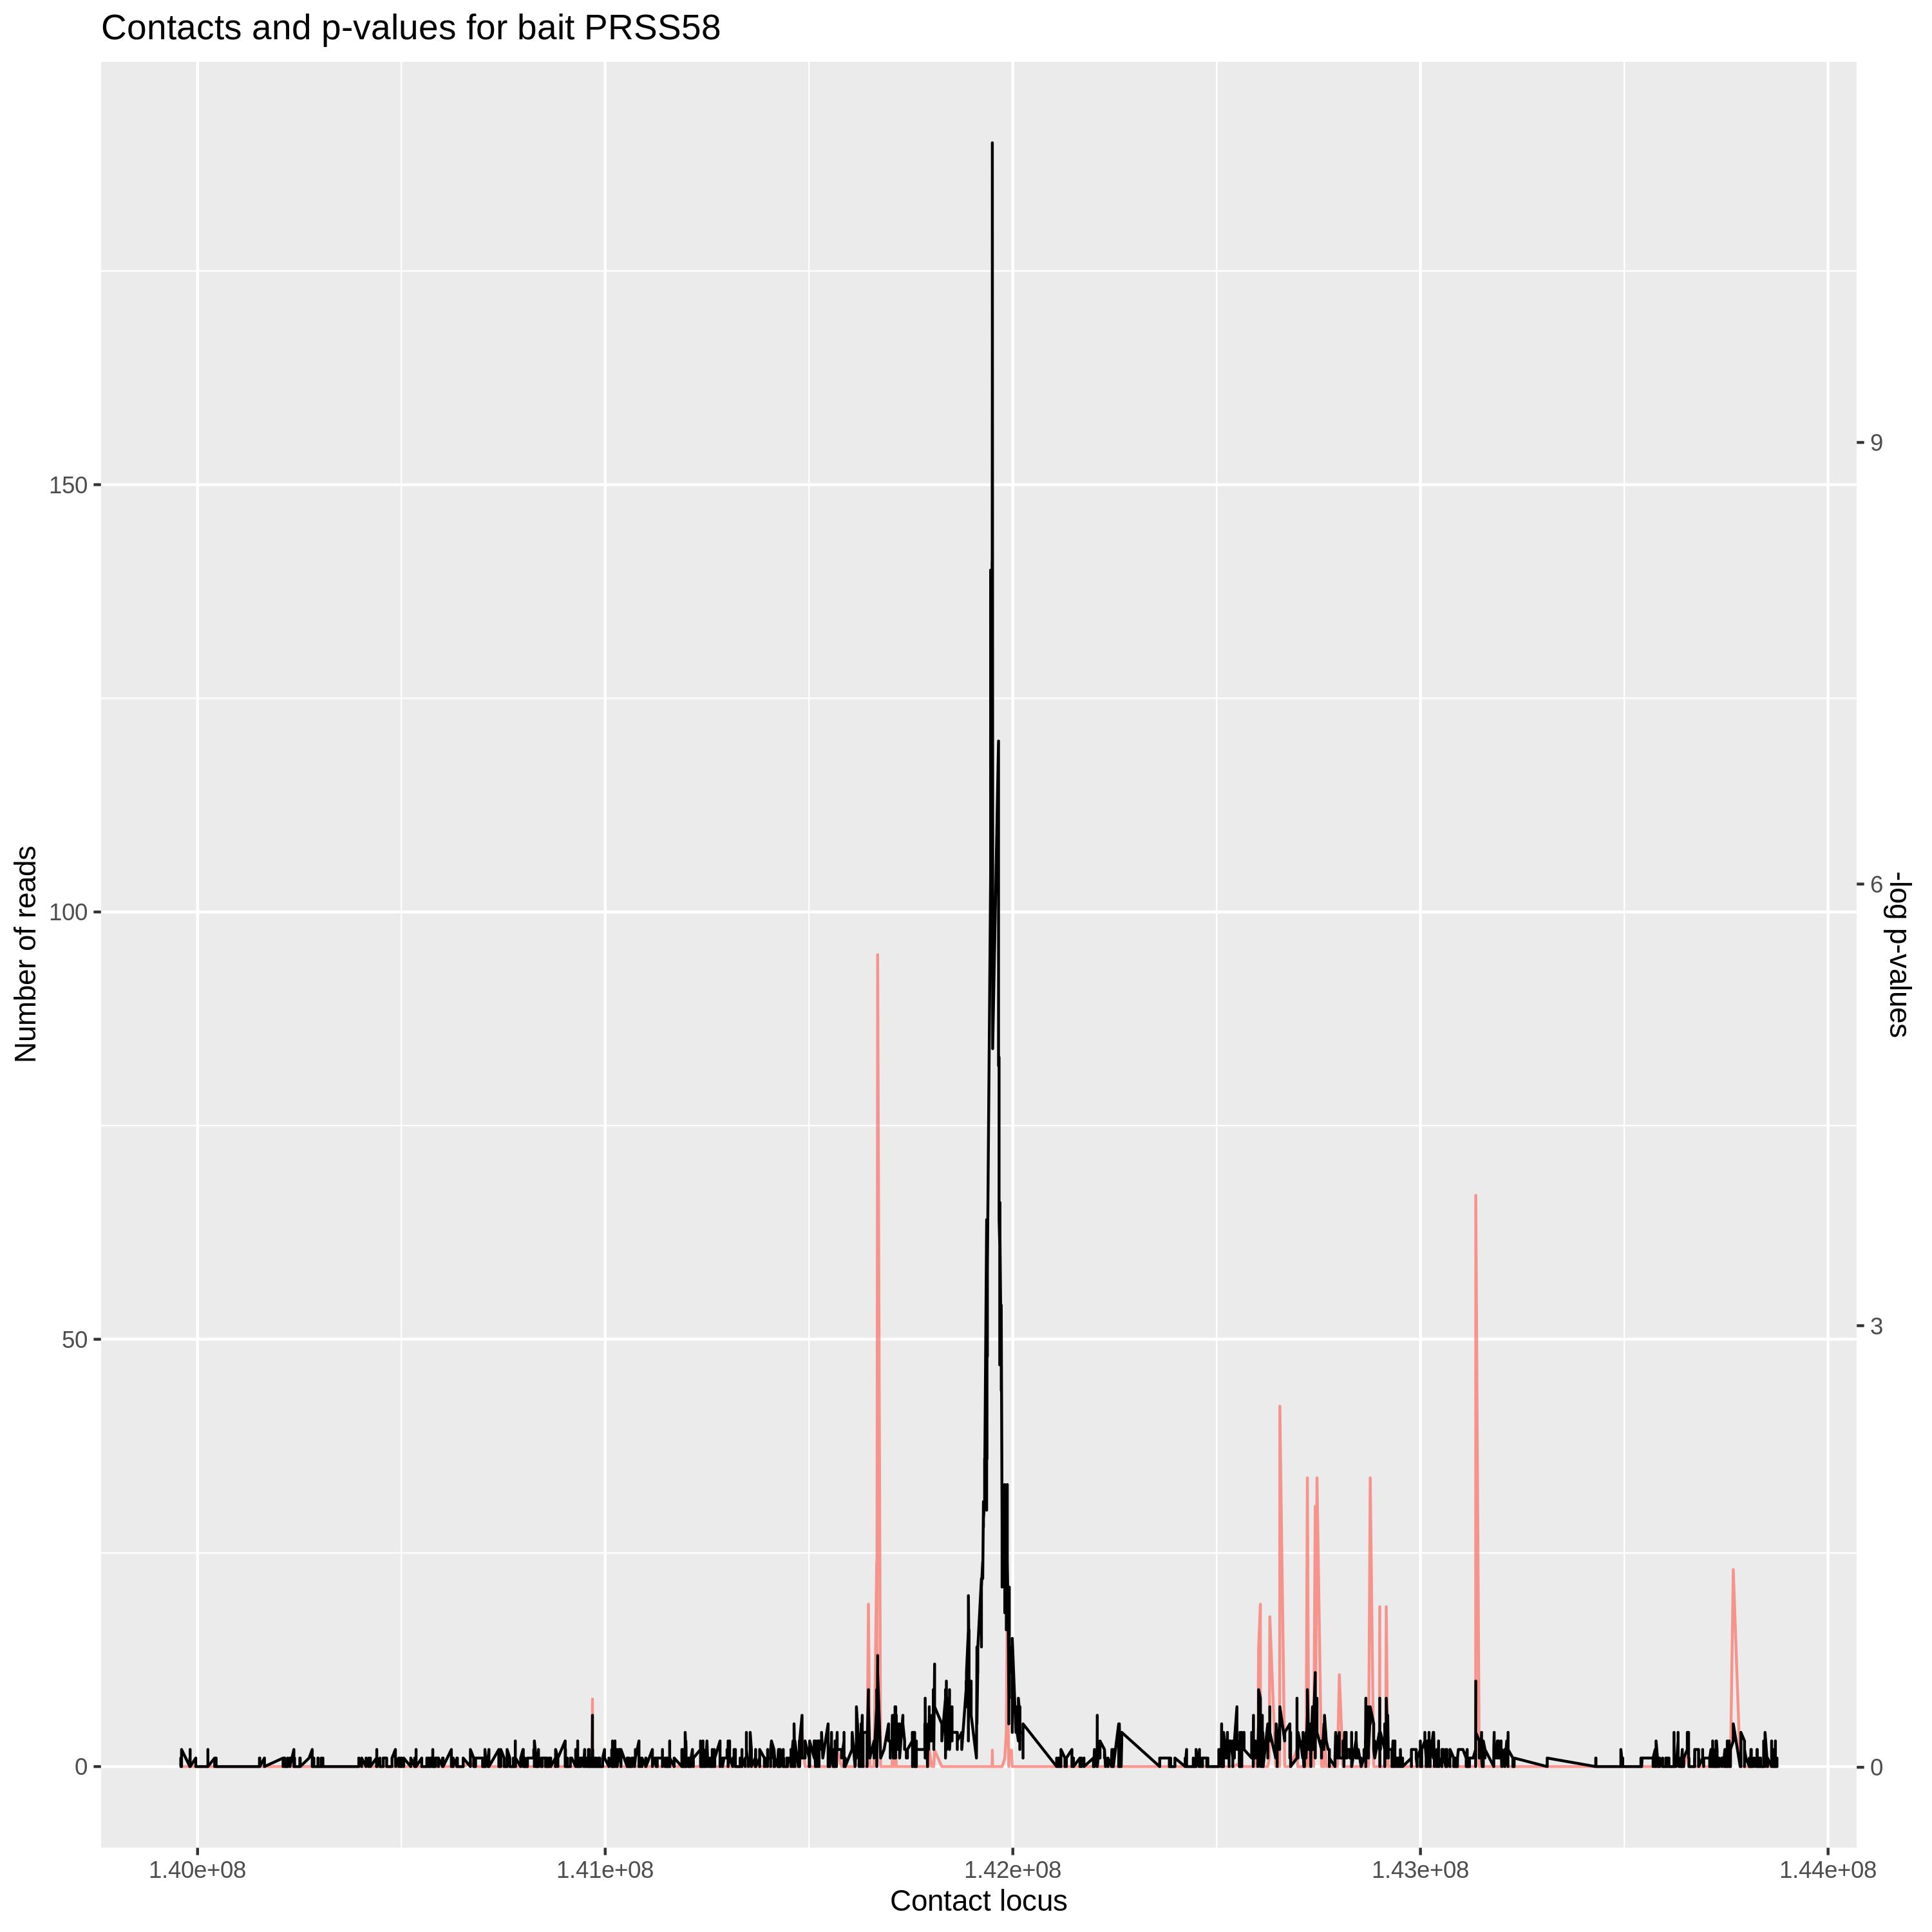 Contacts and p-values for bait PRSS58
Number of reads
150
100
50
0
9
6
3
0
-log p-values
1.40e+08
1.41e+08
1.42e+08
1.43e+08
1.44e+08
Contact locus